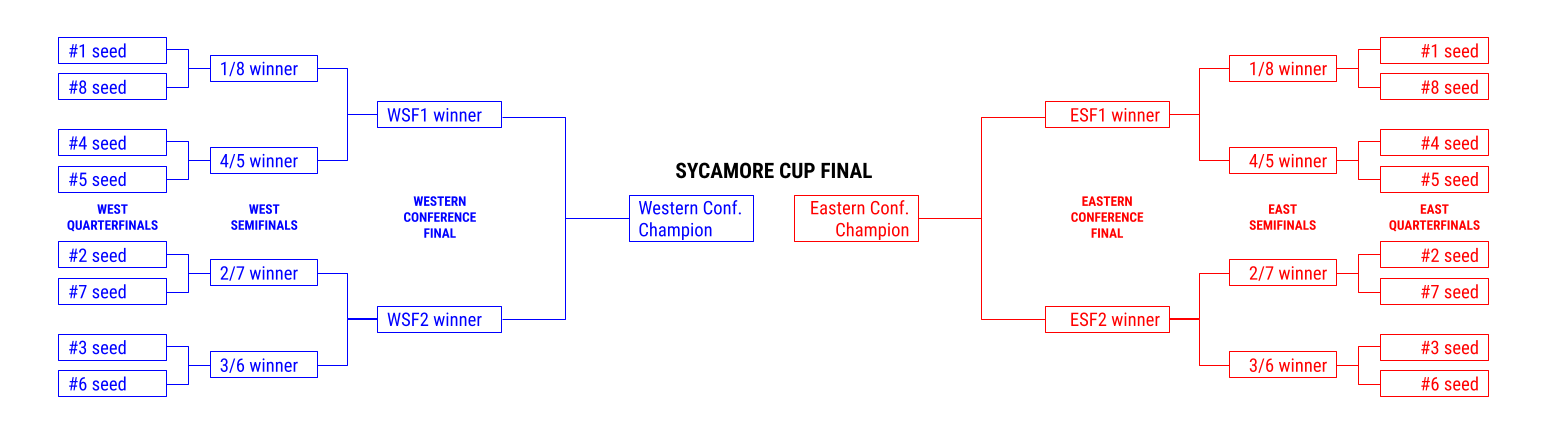 #1 seed
#8 seed
1/8 winner
#4 seed
#5 seed
4/5 winner
WSF1 winner
WEST
QUARTERFINALS
WEST
SEMIFINALS
WESTERN
CONFERENCE
FINAL
#2 seed
#7 seed
2/7 winner
#3 seed
#6 seed
3/6 winner
WSF2 winner
SYCAMORE CUP FINAL
Western Conf.
Champion
Eastern Conf.
Champion
ESF1 winner
1/8 winner
#1 seed
#8 seed
4/5 winner
#4 seed
#5 seed
EASTERN
CONFERENCE
FINAL
EAST
SEMIFINALS
EAST
QUARTERFINALS
ESF2 winner
2/7 winner
#2 seed
#7 seed
3/6 winner
#3 seed
#6 seed